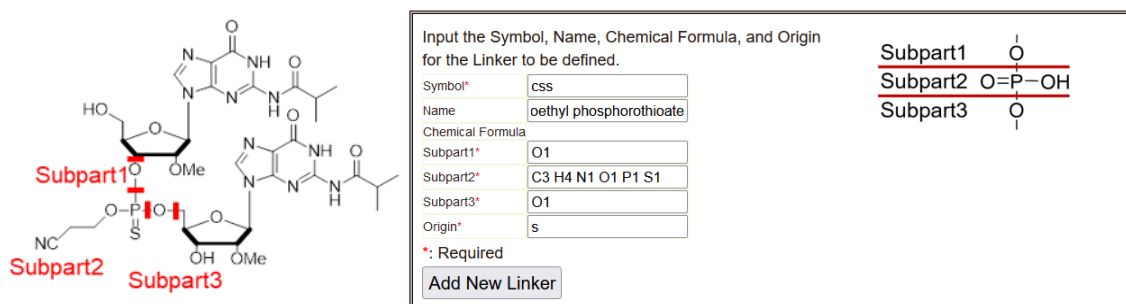 O
N
NH
O
N
N
NH
HO
O
O
OMe
N
NH
O
Subpart1
O
N
N
NH
O
P
O
O
S
NC
OH
OMe
Subpart2
Subpart3
Input the Symbol, Name, Chemical Formula, and Origin
for the Linker to be defined.
Symbol* css
Name oethyl phosphorothioate
Chemical Formula
Subpart1* O1
Subpart2* C3 H4 N1 O1 P1 S1
Subpart3* O1
Origin* s
*: Required
Add New Linker
Subpart1 O
Subpart2 O=P−OH
Subpart3 O